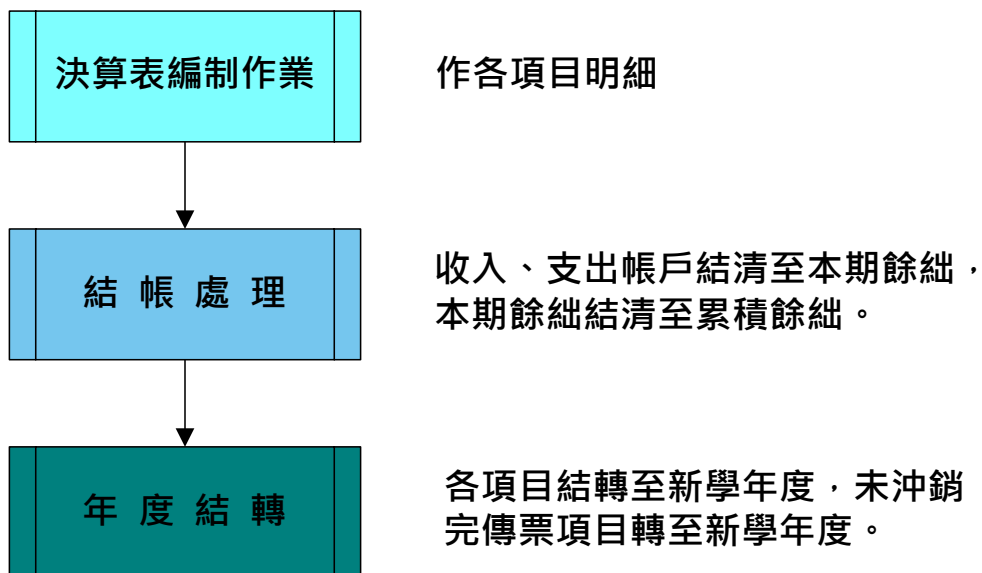 決算表編制作業
作各項目明細
結 帳 處 理
收入、支出帳戶結清至本期餘絀，
本期餘絀結清至累積餘絀。
年 度 結 轉
各項目結轉至新學年度，未沖銷
完傳票項目轉至新學年度。